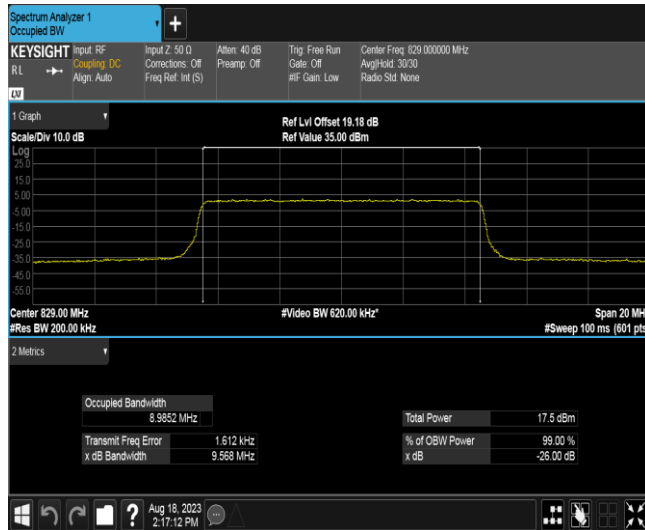 Spectrum Analyzer 1
Occupied BW
+
KEYSIGHT Input: RF Input Z: 50 Ω Atten: 40 dB Trig: Free Run Center Freq: 829.000000 MHz
RL Coupling: DC Corrections: Off Preamp: Off Gate: Off Avg|Hold: 30/30
Align: Auto Freq Ref: Int (S) #IF Gain: Low Radio Std: None
LXI
1 Graph Ref Lvl Offset 19.18 dB
Scale/Div 10.0 dB Ref Value 35.00 dBm
Log
25.0
15.0
5.00
-5.00
-15.0
-25.0
-35.0
-45.0
-55.0
Center 829.00 MHz #Video BW 620.00 kHz* Span 20 MH
#Res BW 200.00 kHz #Sweep 100 ms (601 pts
2 Metrics
Occupied Bandwidth
8.9852 MHz Total Power 17.5 dBm
Transmit Freq Error 1.612 kHz % of OBW Power 99.00 %
x dB Bandwidth 9.568 MHz x dB -26.00 dB
? Aug 18, 2023
2:17:12 PM